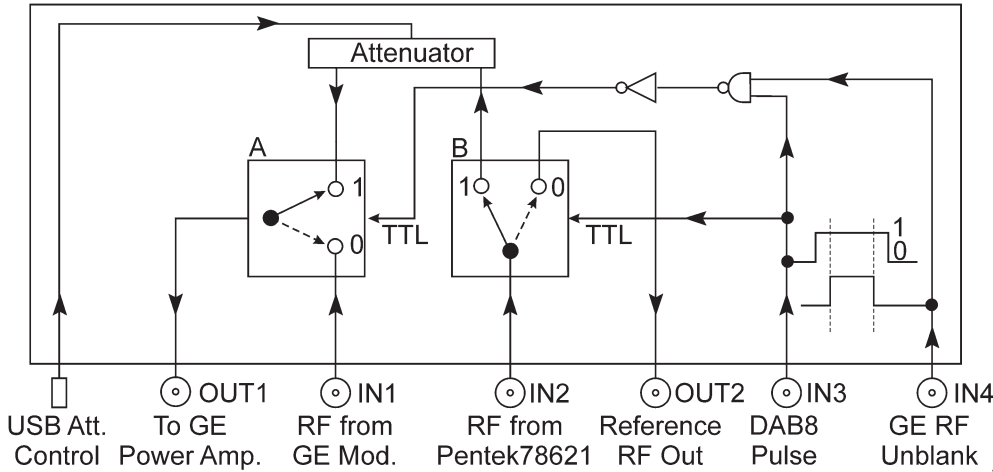 Attenuator
A
B
1
0
1
0
TTL
TTL
1
0
OUT1
IN1
IN2
OUT2
IN3
IN4
USB Att.
Control
To GE
Power Amp.
RF from
GE Mod.
RF from
Pentek78621
Reference
RF Out
DAB8
Pulse
GE RF
Unblank